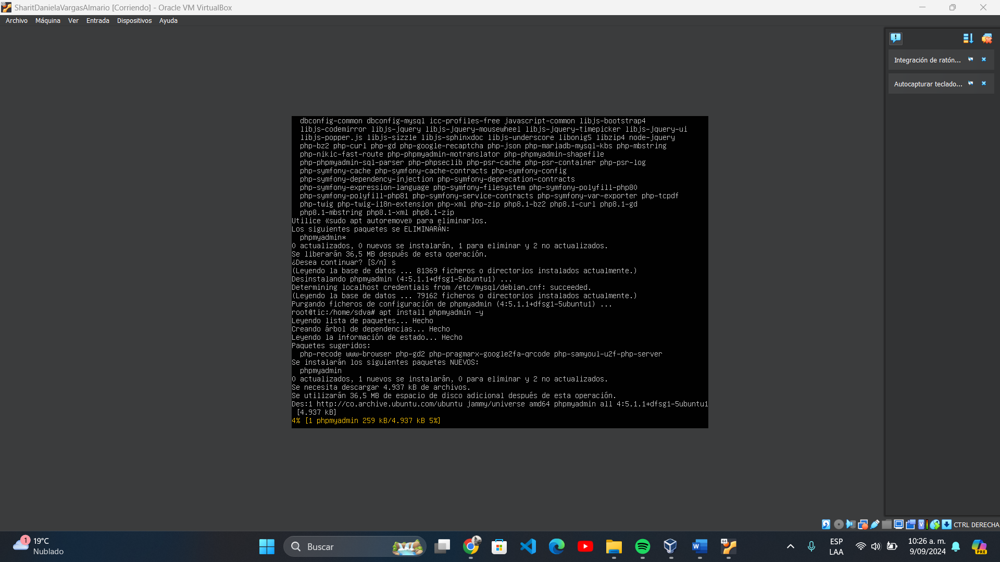 SharitDanielaVargasAlmario [Corriendo] - Oracle VM VirtualBox
Archivo Máquina Ver Entrada Dispositivos Ayuda
Integración de ratón...
Autocapturar teclado...
dbconfig-common dbconfig-mysql icc-profiles-free javascript-common libjs-bootstrap4
libjs-codemirror libjs-jquery libjs-jquery-mousewheel libjs-jquery-timepicker libjs-jquery-ui
libjs-popper.js libjs-sizzle libjs-sphinxdoc libjs-underscore libonig5 libzip4 node-jquery
php-bz2 php-curl php-gd php-google-recaptcha php-json php-mariadb-mysql-kbs php-mbstring
php-nikic-fast-route php-phpmyadmin-motranslator php-phpmyadmin-shapefile
php-phpmyadmin-sql-parser php-phpseclib php-psr-cache php-psr-container php-psr-log
php-symfony-cache php-symfony-cache-contracts php-symfony-config
php-symfony-dependency-injection php-symfony-deprecation-contracts
php-symfony-expression-language php-symfony-filesystem php-symfony-polyfill-php80
php-symfony-polyfill-php81 php-symfony-service-contracts php-symfony-var-exporter php-tcpdf
php-twig php-twig-i18n-extension php-xml php-zip php8.1-bz2 php8.1-curl php8.1-gd
php8.1-mbstring php8.1-xml php8.1-zip
Utilice «sudo apt autoremove» para eliminarlos.
Los siguientes paquetes se ELIMINARÁN:
phpmyadmin*
0 actualizados, 0 nuevos se instalarán, 1 para eliminar y 2 no actualizados.
Se liberarán 36,5 MB después de esta operación.
¿Desea continuar? [S/n] s
(Leyendo la base de datos ... 81369 ficheros o directorios instalados actualmente.)
Desinstalando phpmyadmin (4:5.1.1+dfsg1-5ubuntu1) ...
Determining localhost credentials from /etc/mysql/debian.cnf: succeeded.
(Leyendo la base de datos ... 79162 ficheros o directorios instalados actualmente.)
Purgando ficheros de configuración de phpmyadmin (4:5.1.1+dfsg1-5ubuntu1) ...
root@tic:/home/sdva# apt install phpmyadmin -y
Leyendo lista de paquetes... Hecho
Creando árbol de dependencias... Hecho
Leyendo la información de estado... Hecho
Paquetes sugeridos:
php-recode www-browser php-gd2 php-pragmarx-google2fa-qrcode php-samyoul-u2f-php-server
Se instalarán los siguientes paquetes NUEVOS:
phpmyadmin
0 actualizados, 1 nuevos se instalarán, 0 para eliminar y 2 no actualizados.
Se necesita descargar 4.937 kB de archivos.
Se utilizarán 36,5 MB de espacio de disco adicional después de esta operación.
Des:1 http://co.archive.ubuntu.com/ubuntu jammy/universe amd64 phpmyadmin all 4:5.1.1+dfsg1-5ubuntu1
[4.937 kB]
4% [1 phpmyadmin 259 kB/4.937 kB 5%]
CTRL DERECHA
1
19°C
Nublado
Buscar
ESP
LAA
10:26 a. m.
9/09/2024
PRE